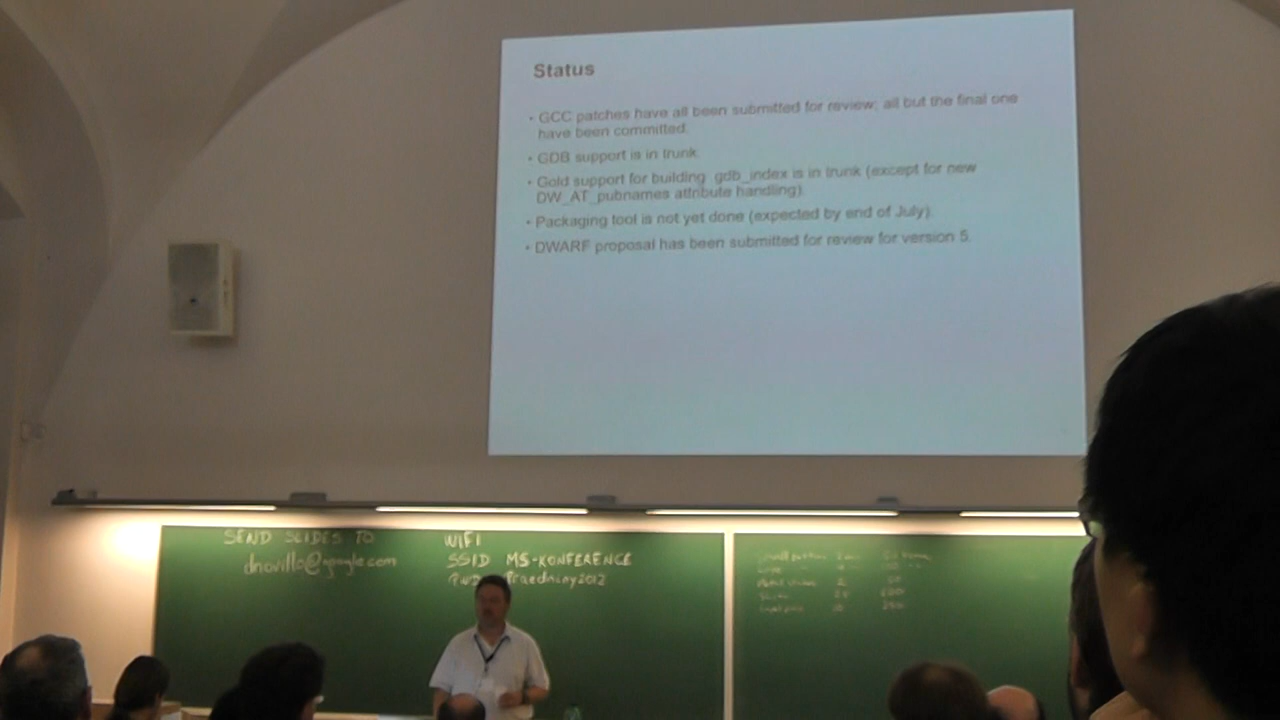 Status
• GCC patches have all been submitted for review; all but the final one
have been committed.
• GDB support is in trunk.
• Gold support for building .gdb_index is in trunk (except for new
DW_AT_pubnames attribute handling).
• Packaging tool is not yet done (expected by end of July).
• DWARF proposal has been submitted for review for version 5.
SEND SLIDES TO
dnovillo@google.com
WIFI
SSID MS-KONFERENCE
PWD